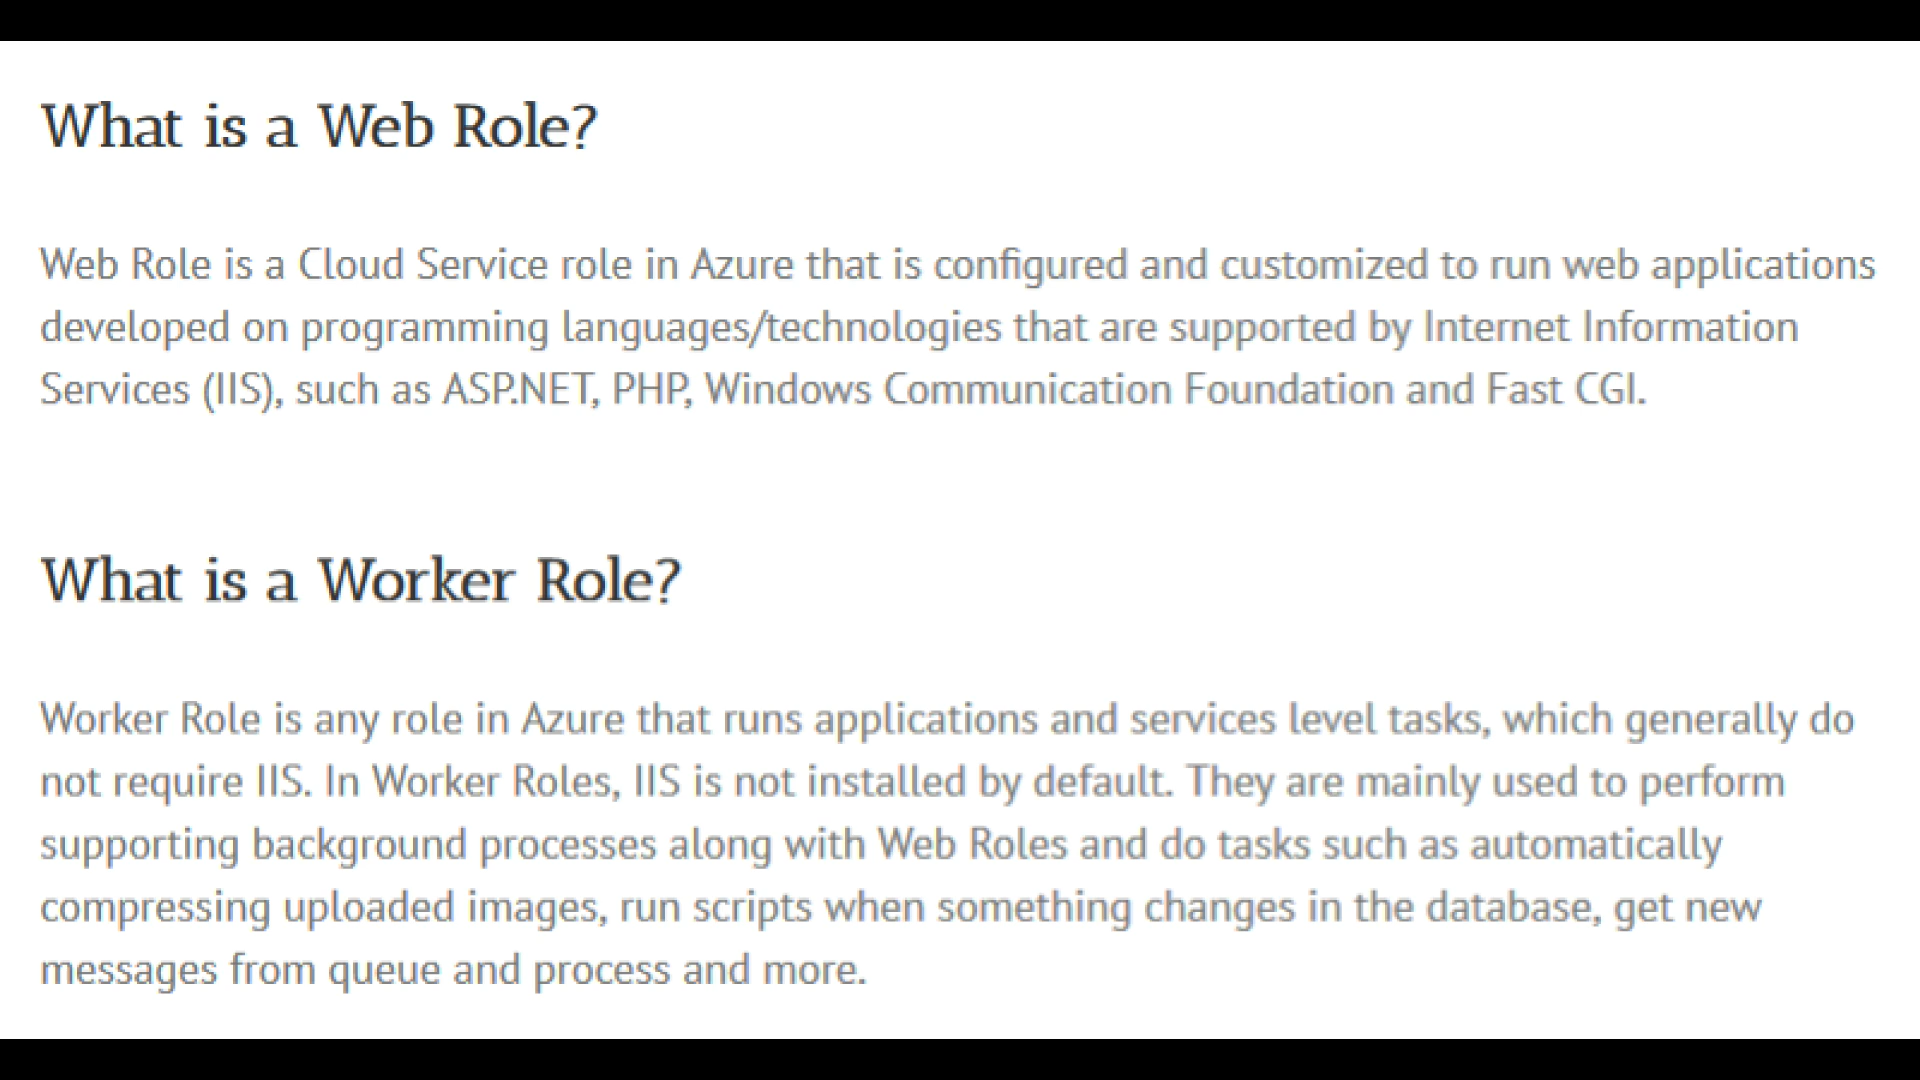 What is a Web Role?
Web Role is a Cloud Service role in Azure that is configured and customized to run web applications
developed on programming languages/technologies that are supported by Internet Information
Services (IIS), such as ASP.NET, PHP, Windows Communication Foundation and Fast CGI.
What is a Worker Role?
Worker Role is any role in Azure that runs applications and services level tasks, which generally do
not require IIS. In Worker Roles, IIS is not installed by default. They are mainly used to perform
supporting background processes along with Web Roles and do tasks such as automatically
compressing uploaded images, run scripts when something changes in the database, get new
messages from queue and process and more.